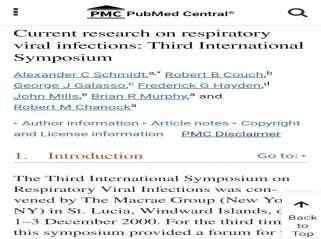 PMC PubMed Central®
Current research on respiratory
viral infections: Third International
Symposium
Alexander C Schmidt,a,* Robert B Couch,b
George J Galasso,c Frederick G Hayden,d
John Mills,e Brian R Murphy,a and
Robert M Chanocka
▸ Author information ▸ Article notes ▸ Copyright
and License information PMC Disclaimer
1. Introduction Go to: ▸
The Third International Symposium on
Respiratory Viral Infections was con-
vened by The Macrae Group (New Yo
NY) in St. Lucia, Windward Islands,
1–3 December 2000. For the third tim
this symposium provided a forum for
Back
to
Top